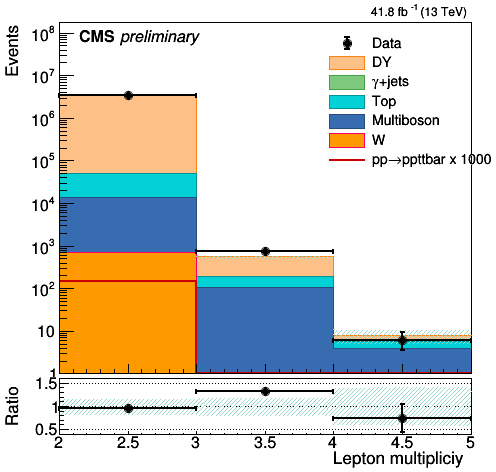 41.8 fb⁻¹ (13 TeV)
CMS preliminary
Events
10⁸
10⁷
10⁶
10⁵
10⁴
10³
10²
10
1
Data
DY
γ+jets
Top
Multiboson
W
pp→ppttbar x 1000
Ratio
1.5
1
0.5
2 2.5 3 3.5 4 4.5 5
Lepton multipliciy